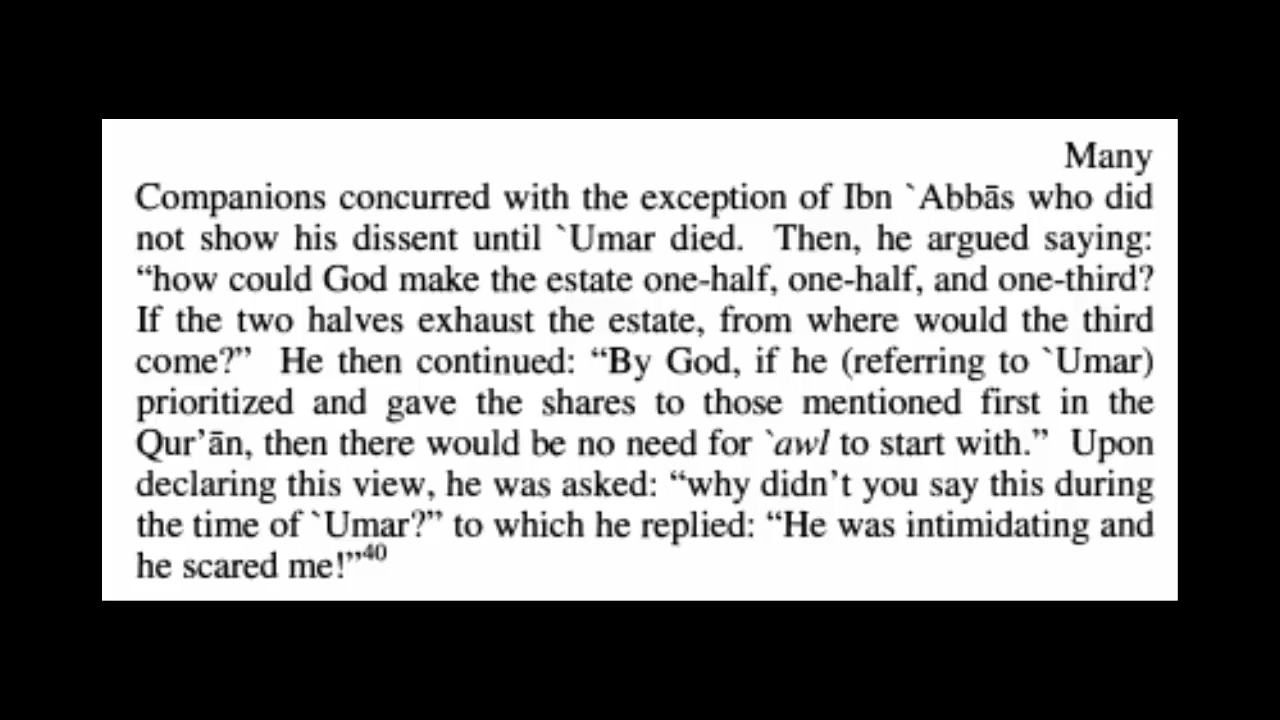 Many
Companions concurred with the exception of Ibn `Abbās who did
not show his dissent until `Umar died. Then, he argued saying:
“how could God make the estate one-half, one-half, and one-third?
If the two halves exhaust the estate, from where would the third
come?” He then continued: “By God, if he (referring to `Umar)
prioritized and gave the shares to those mentioned first in the
Qur’ān, then there would be no need for `awl to start with.” Upon
declaring this view, he was asked: “why didn’t you say this during
the time of `Umar?” to which he replied: “He was intimidating and
he scared me!”40